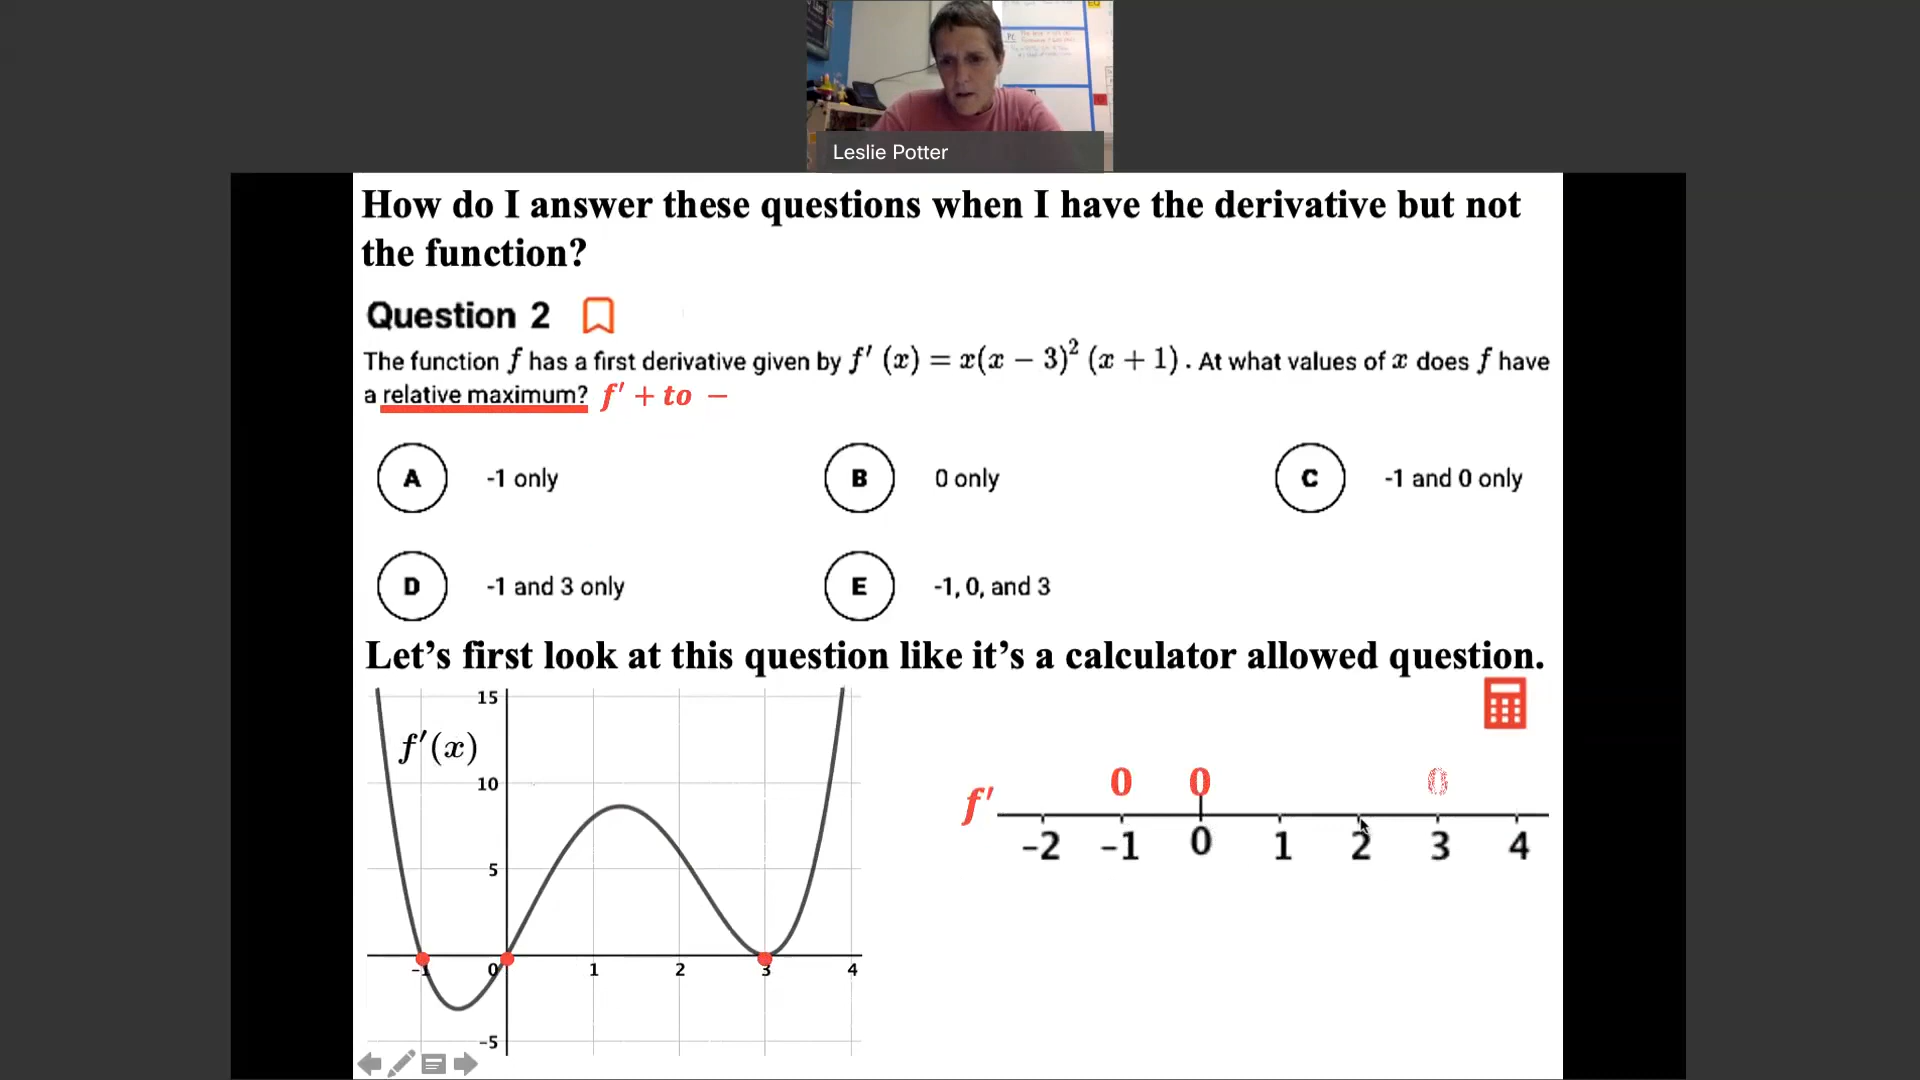 Leslie Potter
How do I answer these questions when I have the derivative but not
the function?
Question 2
The function f has a first derivative given by f′ (x) = x(x − 3)² (x + 1). At what values of x does f have
a relative maximum? f′ + to −
A -1 only B 0 only C -1 and 0 only
D -1 and 3 only E -1, 0, and 3
Let's first look at this question like it's a calculator allowed question.
15
f′(x)
10
5
-1 0 1 2 3 4
-5
0 0 0
f′
-2 -1 0 1 2 3 4